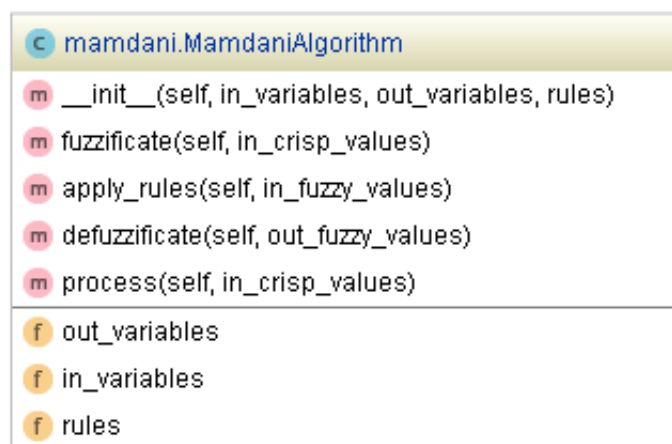 c mamdani.MamdaniAlgorithm
m __init__(self, in_variables, out_variables, rules)
m fuzzificate(self, in_crisp_values)
m apply_rules(self, in_fuzzy_values)
m defuzzificate(self, out_fuzzy_values)
m process(self, in_crisp_values)
f out_variables
f in_variables
f rules